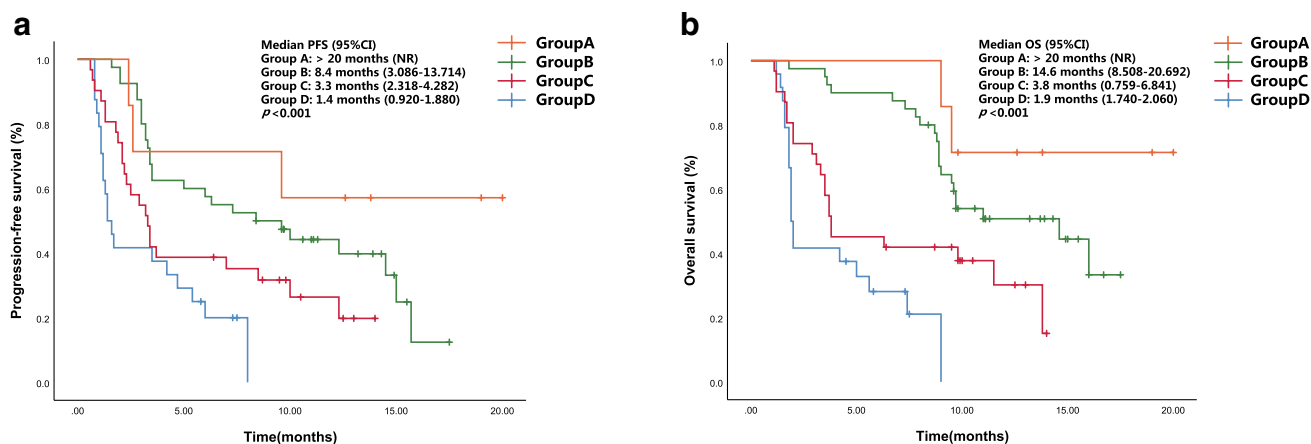 a
Median PFS (95%CI)
Group A: > 20 months (NR)
Group B: 8.4 months (3.086-13.714)
Group C: 3.3 months (2.318-4.282)
Group D: 1.4 months (0.920-1.880)
p<0.001
GroupA
GroupB
GroupC
GroupD
Progression-free survival (%)
1.0
0.8
0.6
0.4
0.2
0.0
.00 5.00 10.00 15.00 20.00
Time(months)
b
Median OS (95%CI)
Group A: > 20 months (NR)
Group B: 14.6 months (8.508-20.692)
Group C: 3.8 months (0.759-6.841)
Group D: 1.9 months (1.740-2.060)
p<0.001
GroupA
GroupB
GroupC
GroupD
Overall survival (%)
1.0
0.8
0.6
0.4
0.2
0.0
.00 5.00 10.00 15.00 20.00
Time(months)